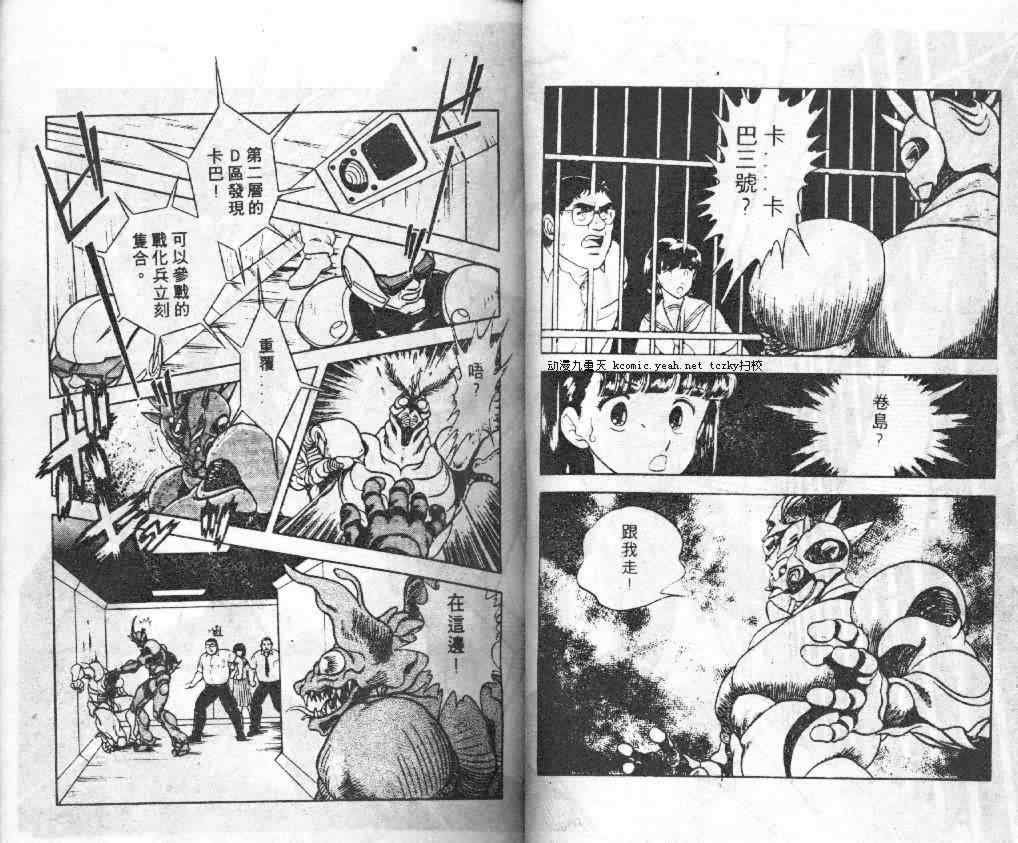 卡……卡
巴三號？
动漫九重天 kcomic.yeah.net tczky扫校
卷島？
跟我走！
第二層的
D區發現
卡巴！
可以參戰的
戰化兵立刻
集合。
重覆……
唔？
在這邊！